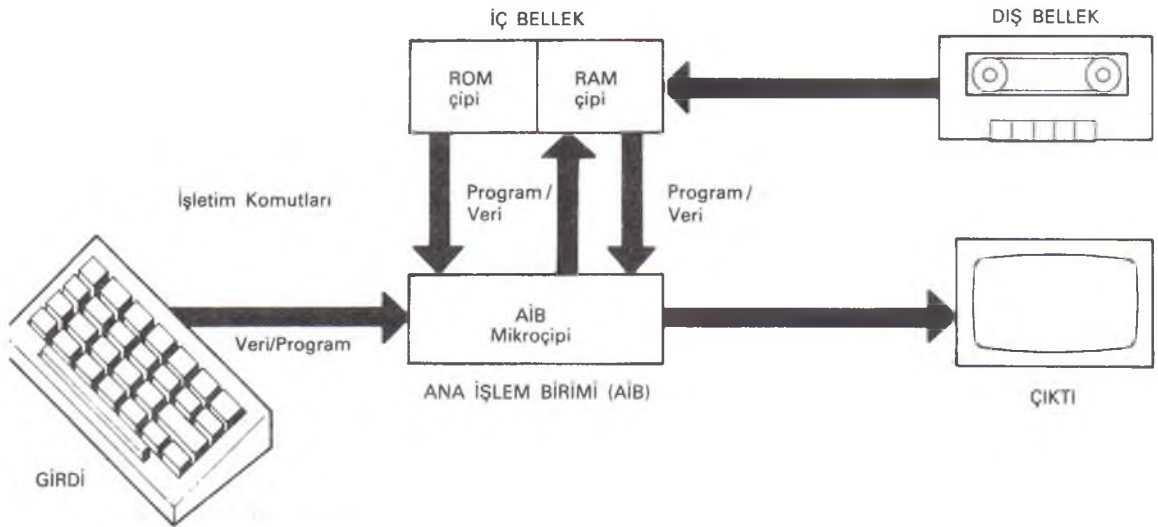 İÇ BELLEK
DIŞ BELLEK
ROM
çipi
RAM
çipi
İşletim Komutları
Program/
Veri
Program/
Veri
AİB
Mikroçipi
Veri/Program
ANA İŞLEM BİRİMİ (AİB)
ÇIKTI
GİRDİ